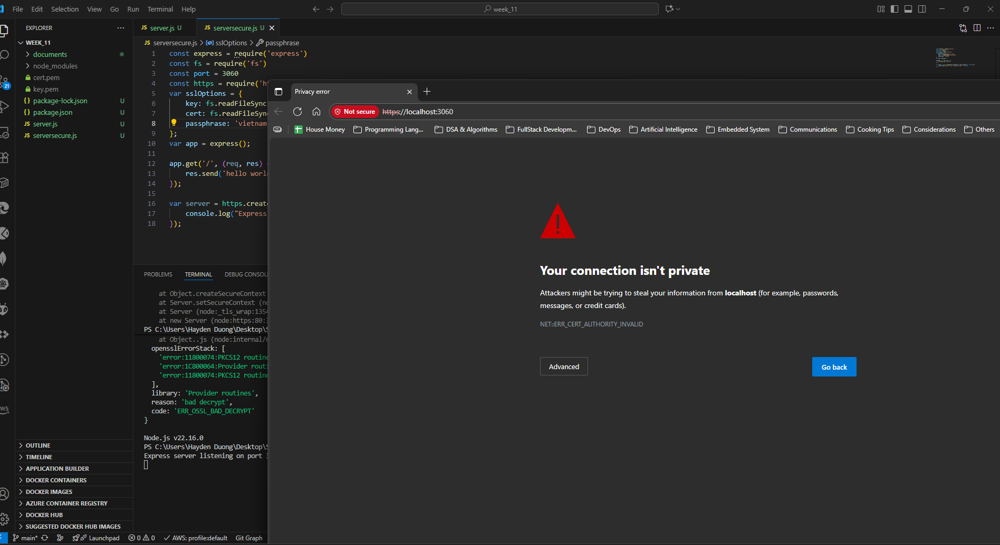 File Edit Selection View Go Run Terminal Help
week_11
EXPLORER
WEEK_11
documents
node_modules
cert.pem
key.pem
package-lock.json U
package.json U
server.js U
serversecure.js U
OUTLINE
TIMELINE
APPLICATION BUILDER
DOCKER CONTAINERS
DOCKER IMAGES
AZURE CONTAINER REGISTRY
DOCKER HUB
SUGGESTED DOCKER HUB IMAGES
21
JS server.js U
JS serversecure.js U
JS serversecure.js > sslOptions > passphrase
1 const express = require('express')
2 const fs = require('fs')
3 const port = 3060
4 const https = require('ht
5 var sslOptions = {
6 key: fs.readFileSync
7 cert: fs.readFileSync
8 passphrase: 'vietnam
9 };
10 var app = express();
11
12 app.get('/', (req, res)
13 res.send('hello worl
14 });
15
16 var server = https.create
17 console.log("Express
18 });
PROBLEMS TERMINAL DEBUG CONSOL
at Object.createSecureContext
at Server.setSecureContext (no
at Server (node:_tls_wrap:1354
at new Server (node:https:80:3
PS C:\Users\Hayden Duong\Desktop\S
at Object..js (node:internal/m
opensslErrorStack: [
'error:11800074:PKCS12 routine
'error:1C800064:Provider routi
'error:11800074:PKCS12 routine
],
library: 'Provider routines',
reason: 'bad decrypt',
code: 'ERR_OSSL_BAD_DECRYPT'
}
Node.js v22.16.0
PS C:\Users\Hayden Duong\Desktop\S
Express server listening on port 3
Privacy error
Not secure https://localhost:3060
House Money Programming Lang... DSA & Algorithms FullStack Developm... DevOps Artificial Intelligence Embedded System Communications Cooking Tips Considerations Others
Your connection isn't private
Attackers might be trying to steal your information from localhost (for example, passwords,
messages, or credit cards).
NET::ERR_CERT_AUTHORITY_INVALID
Advanced
Go back
main* Launchpad 0 0 AWS: profile:default Git Graph